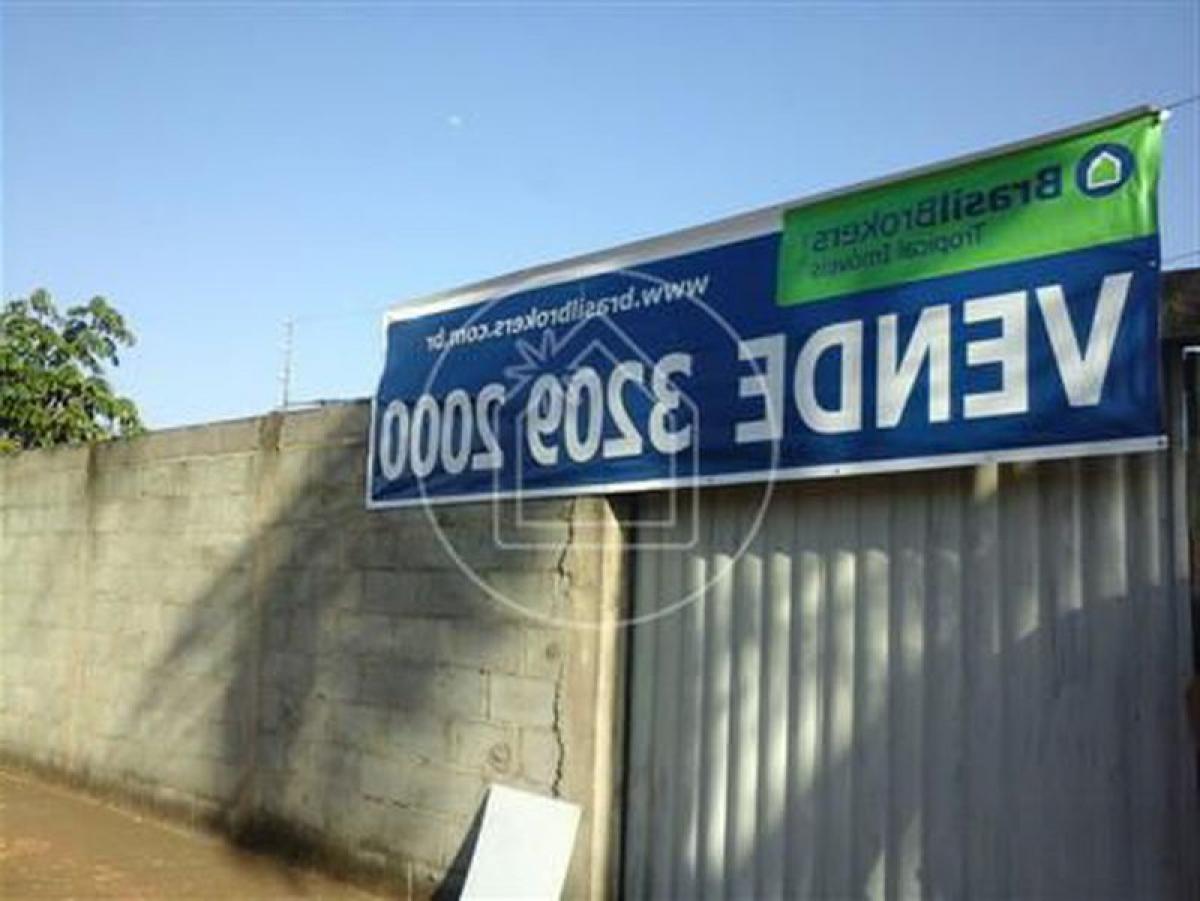 BrasilBrokers
Tropical Imóveis
www.brasilbrokers.com.br
VENDE 3209 2000